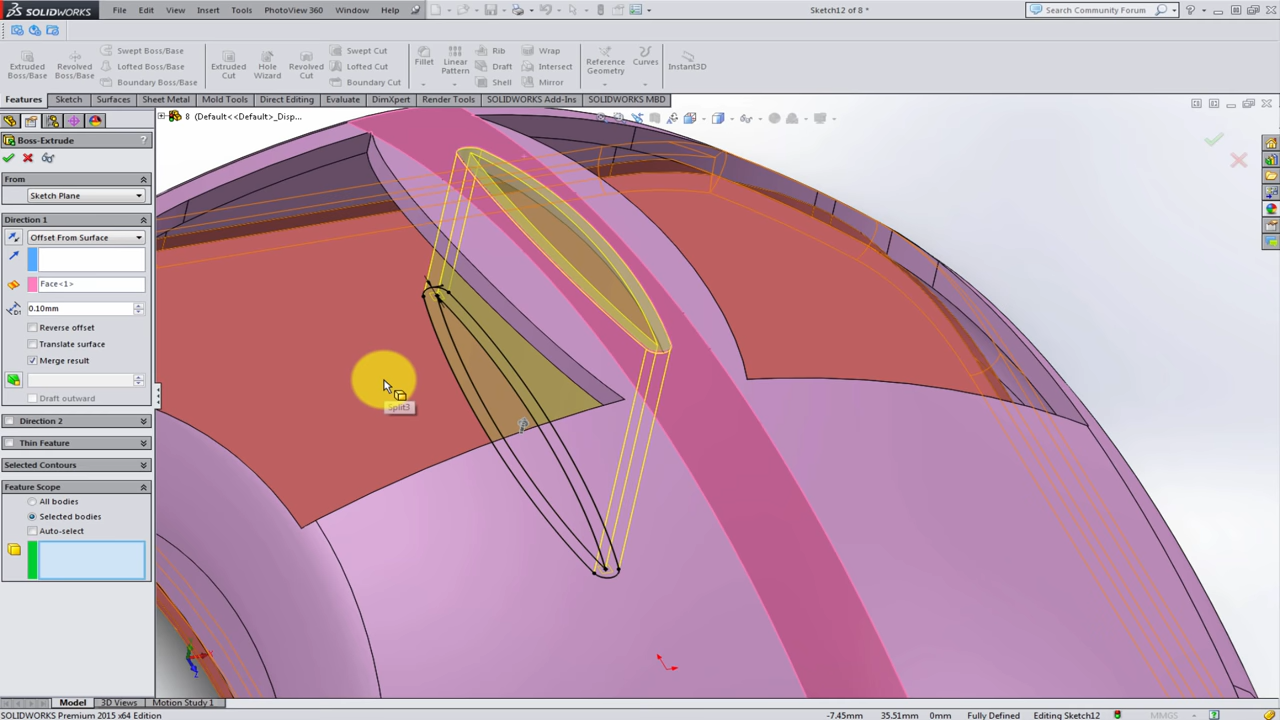 SOLIDWORKS File Edit View Insert Tools PhotoView 360 Window Help Sketch12 of 8 * Search Community Forum
Extruded Boss/Base Revolved Boss/Base Swept Boss/Base Lofted Boss/Base Boundary Boss/Base Extruded Cut Hole Wizard Revolved Cut Swept Cut Lofted Cut Boundary Cut Fillet Linear Pattern Rib Draft Shell Wrap Intersect Mirror Reference Geometry Curves Instant3D
Features Sketch Surfaces Sheet Metal Mold Tools Direct Editing Evaluate DimXpert Render Tools SOLIDWORKS Add-Ins SOLIDWORKS MBD
8 (Default<<Default>_Disp...
Boss-Extrude ?
From
Sketch Plane
Direction 1
Offset From Surface
Face<1>
0.10mm
Reverse offset
Translate surface
Merge result
Draft outward
Direction 2
Thin Feature
Selected Contours
Feature Scope
All bodies
Selected bodies
Auto-select
Split3
Model 3D Views Motion Study 1
SOLIDWORKS Premium 2015 x64 Edition -7.45mm 35.51mm 0mm Fully Defined Editing Sketch12 MMGS